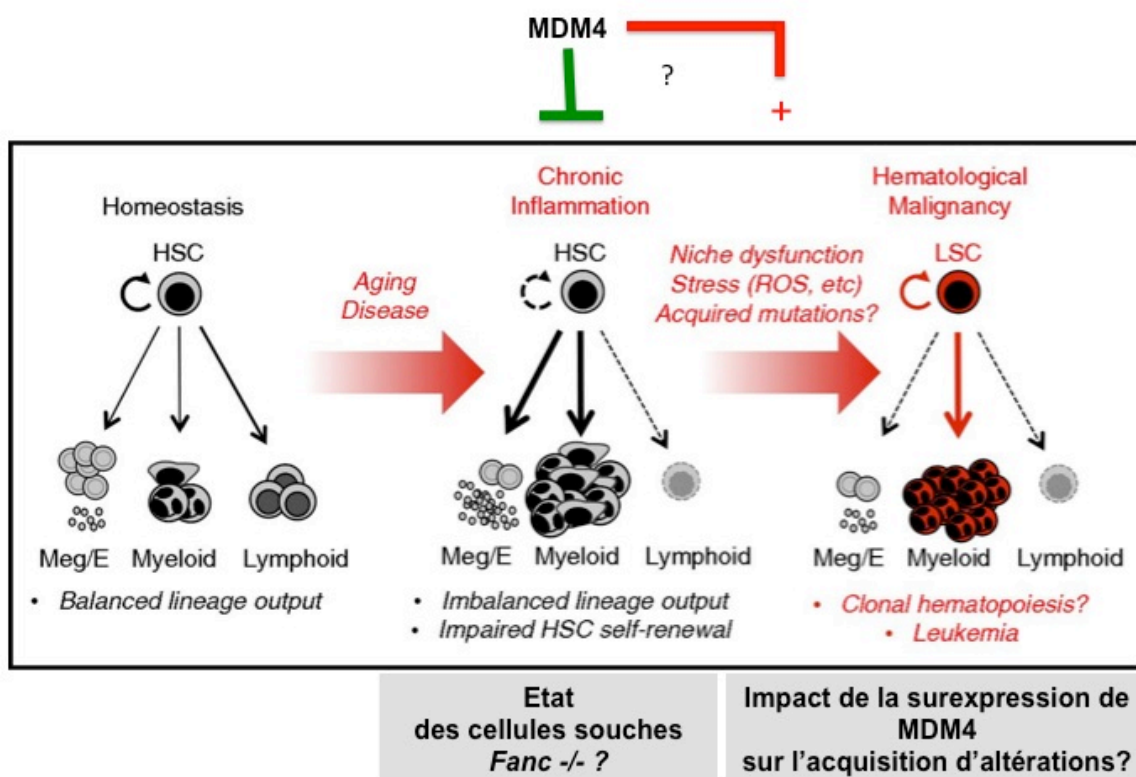 MDM4
?
+
Homeostasis
HSC
Meg/E Myeloid Lymphoid
• Balanced lineage output
Aging
Disease
Chronic
Inflammation
HSC
Meg/E Myeloid Lymphoid
• Imbalanced lineage output
• Impaired HSC self-renewal
Niche dysfunction
Stress (ROS, etc)
Acquired mutations?
Hematological
Malignancy
LSC
Meg/E Myeloid Lymphoid
• Clonal hematopoiesis?
• Leukemia
Etat
des cellules souches
Fanc -/- ?
Impact de la surexpression de
MDM4
sur l'acquisition d'altérations?